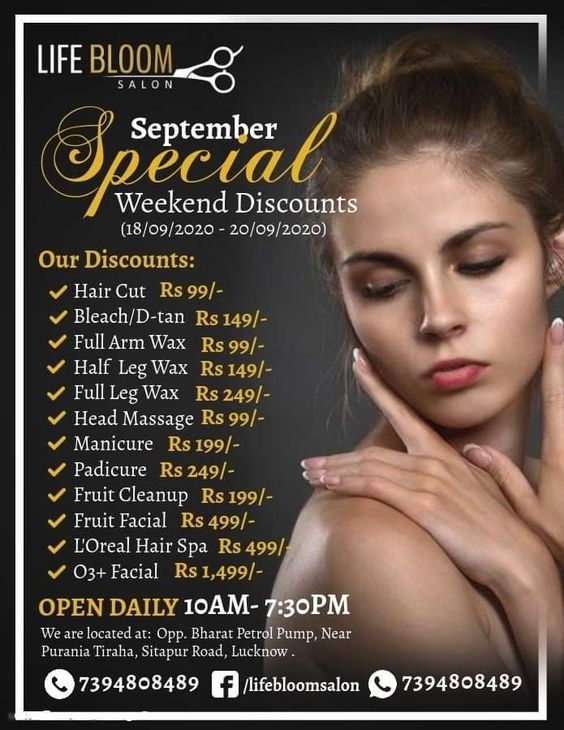 LIFE BLOOM
SALON
September
Special
Weekend Discounts
(18/09/2020 - 20/09/2020)
Our Discounts:
Hair Cut Rs 99/-
Bleach/D-tan Rs 149/-
Full Arm Wax Rs 99/-
Half Leg Wax Rs 149/-
Full Leg Wax Rs 249/-
Head Massage Rs 99/-
Manicure Rs 199/-
Padicure Rs 249/-
Fruit Cleanup Rs 199/-
Fruit Facial Rs 499/-
L'Oreal Hair Spa Rs 499/-
O3+ Facial Rs 1,499/-
OPEN DAILY 10AM- 7:30PM
We are located at: Opp. Bharat Petrol Pump, Near
Purania Tiraha, Sitapur Road, Lucknow .
7394808489 /lifebloomsalon 7394808489